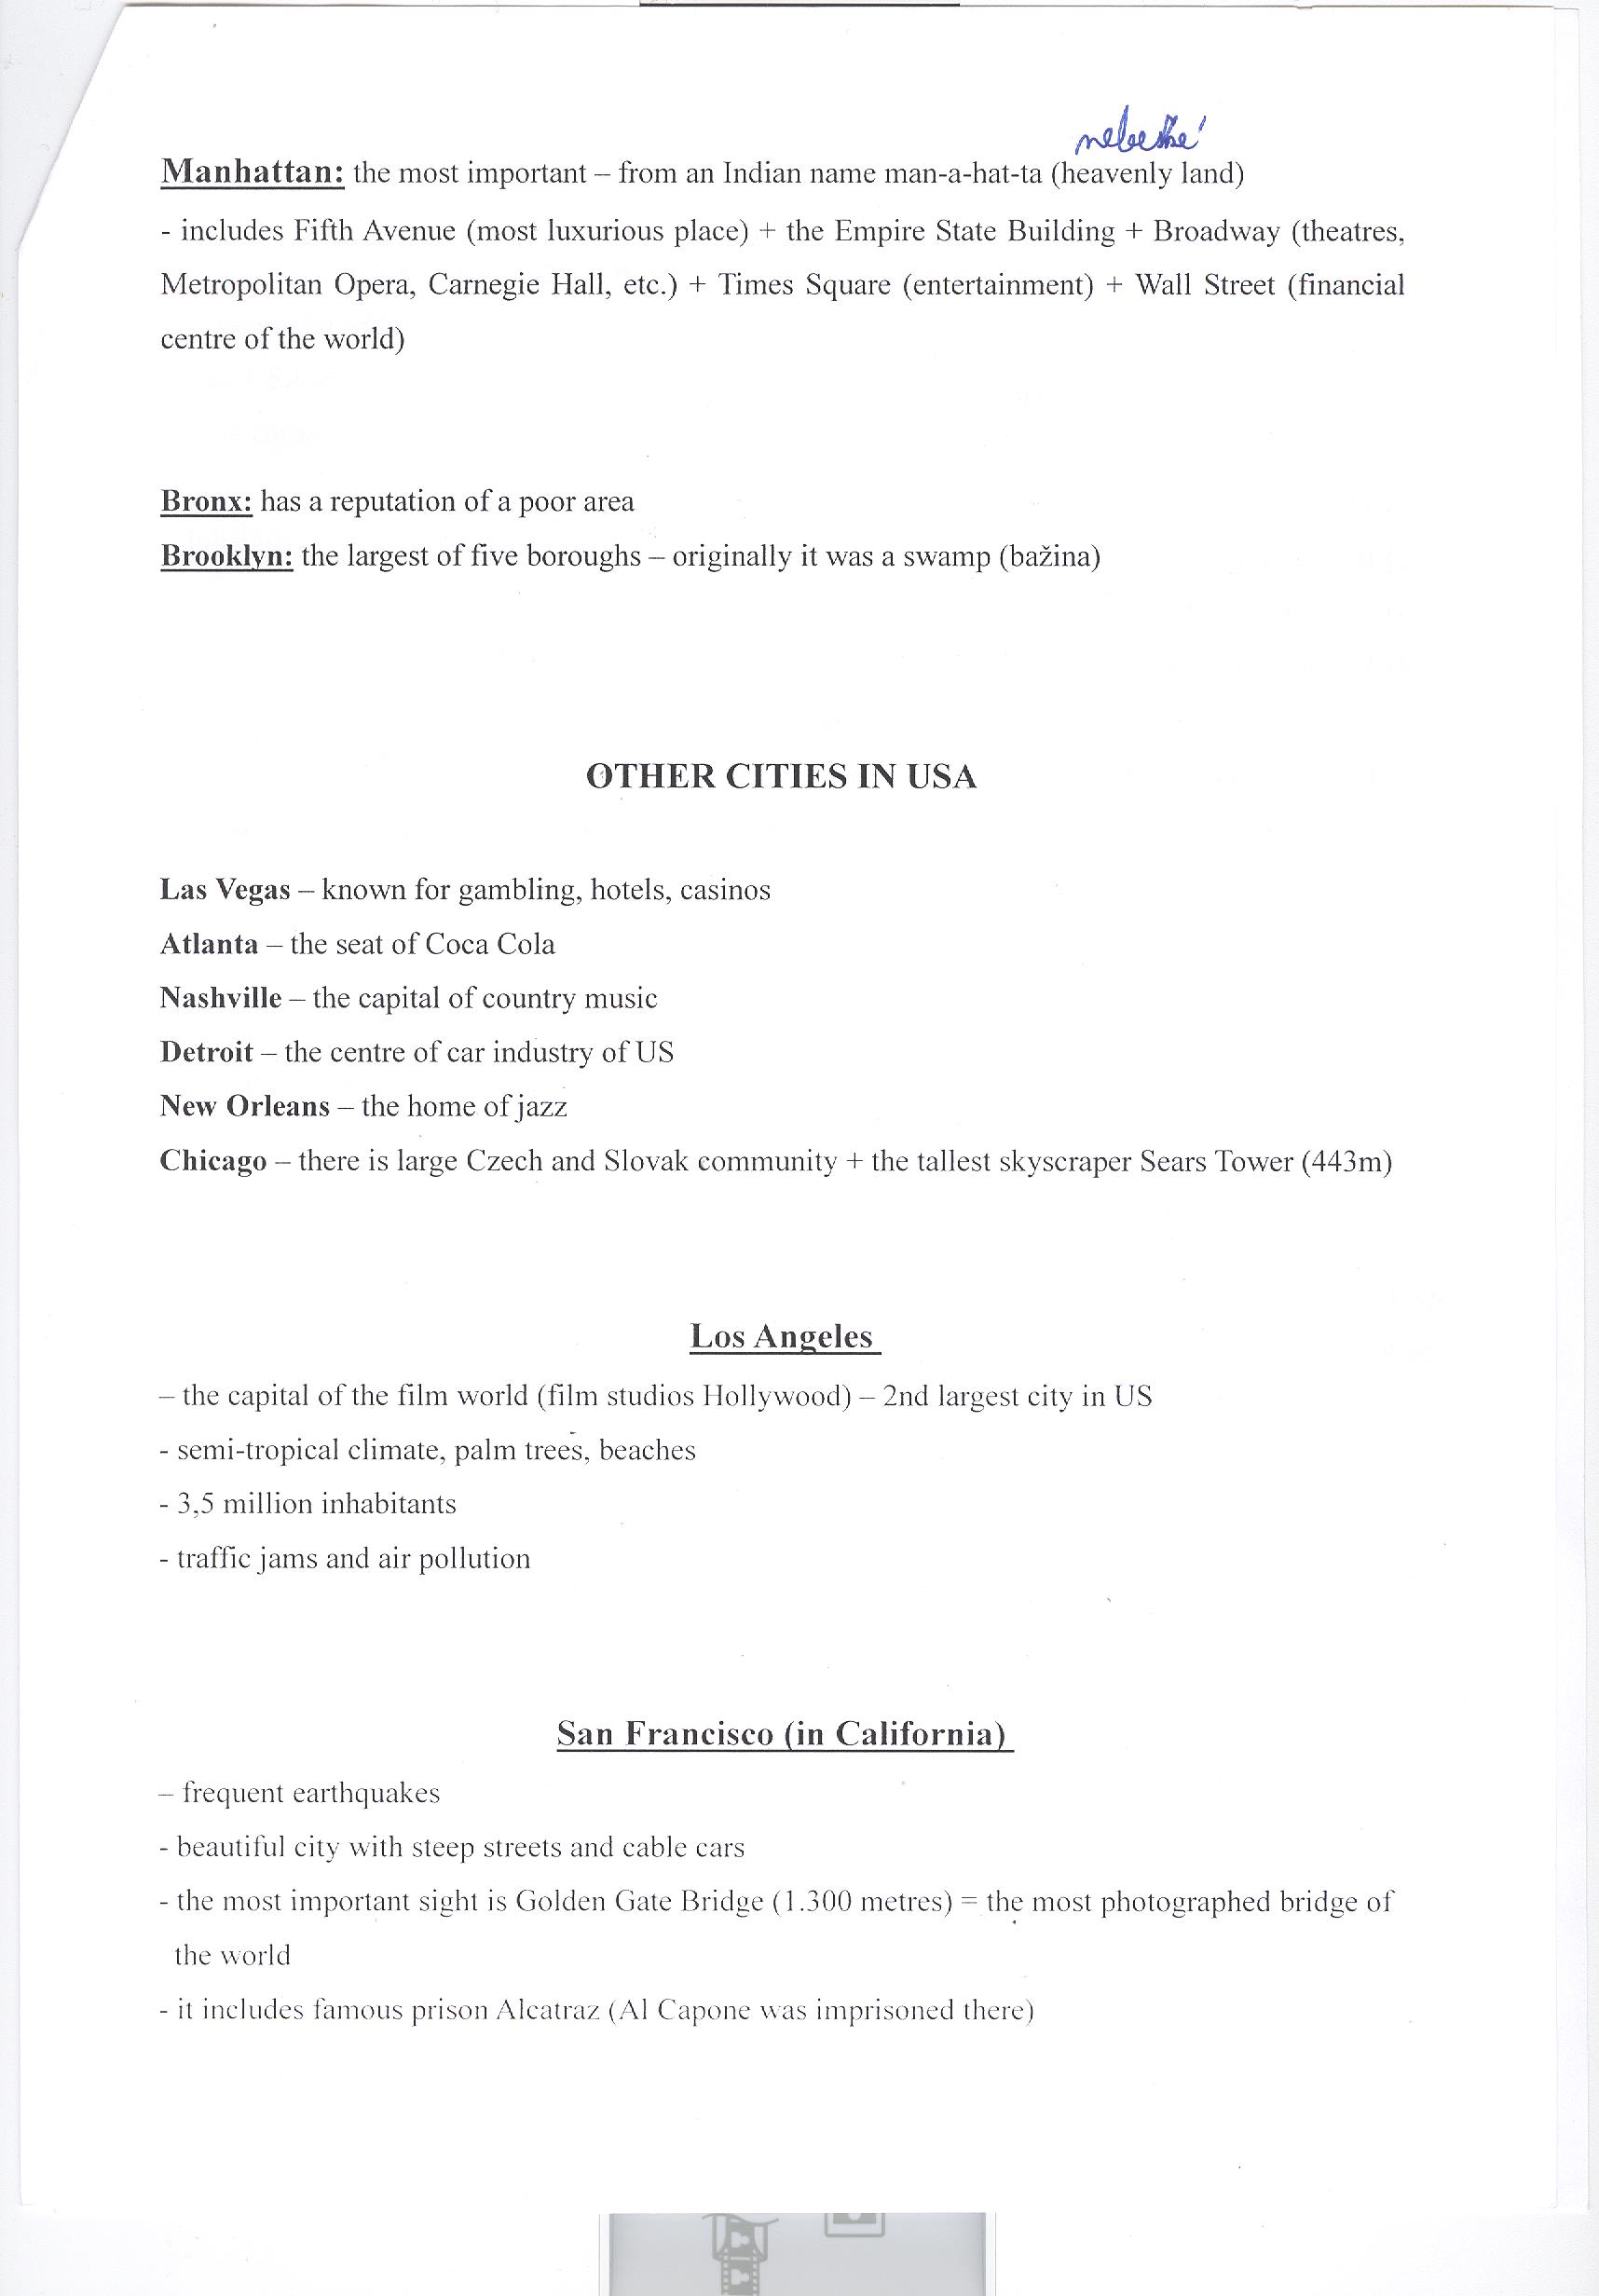 nebeské
Manhattan: the most important – from an Indian name man-a-hat-ta (heavenly land)
- includes Fifth Avenue (most luxurious place) + the Empire State Building + Broadway (theatres,
Metropolitan Opera, Carnegie Hall, etc.) + Times Square (entertainment) + Wall Street (financial
centre of the world)
Bronx: has a reputation of a poor area
Brooklyn: the largest of five boroughs – originally it was a swamp (bažina)
OTHER CITIES IN USA
Las Vegas – known for gambling, hotels, casinos
Atlanta – the seat of Coca Cola
Nashville – the capital of country music
Detroit – the centre of car industry of US
New Orleans – the home of jazz
Chicago – there is large Czech and Slovak community + the tallest skyscraper Sears Tower (443m)
Los Angeles
– the capital of the film world (film studios Hollywood) – 2nd largest city in US
- semi-tropical climate, palm trees, beaches
- 3,5 million inhabitants
- traffic jams and air pollution
San Francisco (in California)
– frequent earthquakes
- beautiful city with steep streets and cable cars
- the most important sight is Golden Gate Bridge (1.300 metres) = the most photographed bridge of
the world
- it includes famous prison Alcatraz (Al Capone was imprisoned there)